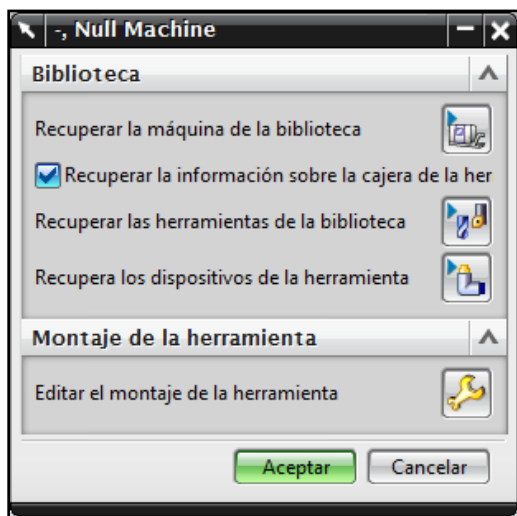 -, Null Machine
Biblioteca
Recuperar la máquina de la biblioteca
Recuperar la información sobre la cajera de la her
Recuperar las herramientas de la biblioteca
Recupera los dispositivos de la herramienta
Montaje de la herramienta
Editar el montaje de la herramienta
Aceptar Cancelar